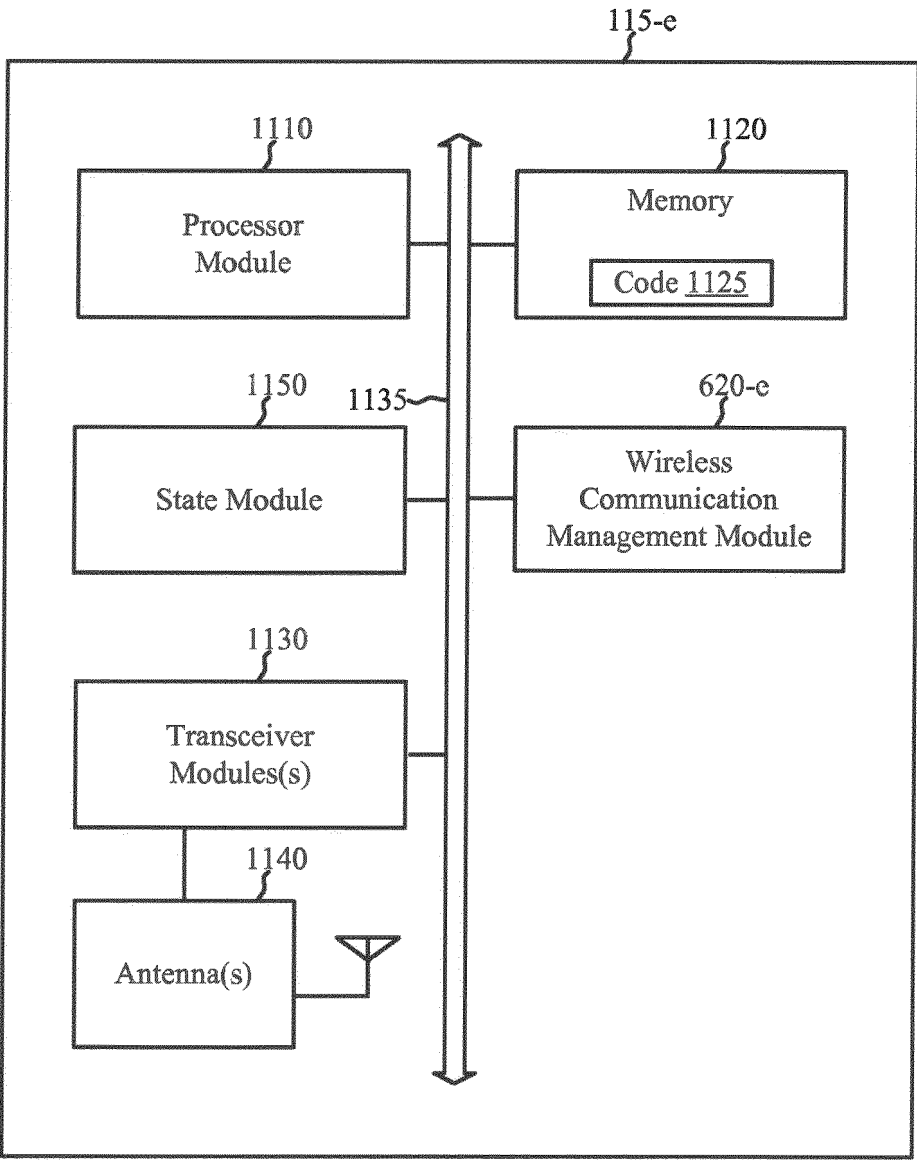 115-e
1110
1120
Processor
Module
Memory
Code 1125
1150
1135
620-e
State Module
Wireless
Communication
Management Module
1130
Transceiver
Modules(s)
1140
Antenna(s)